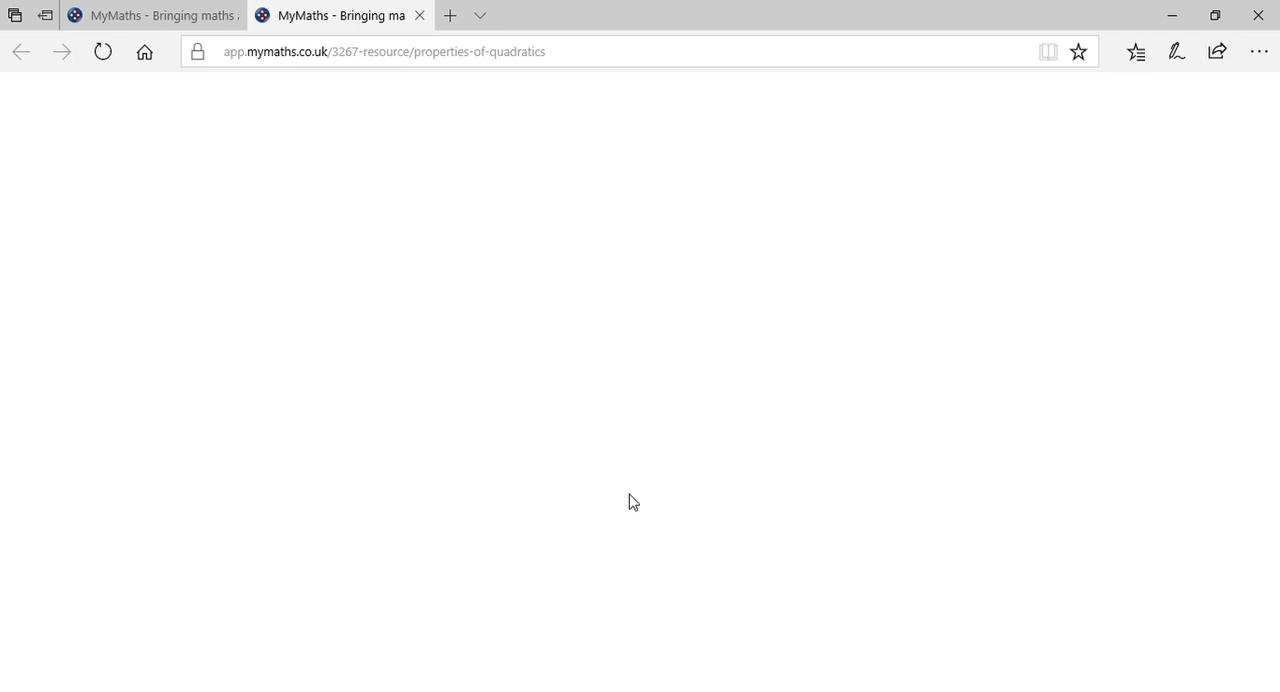 MyMaths - Bringing maths
MyMaths - Bringing ma
app.mymaths.co.uk/3267-resource/properties-of-quadratics